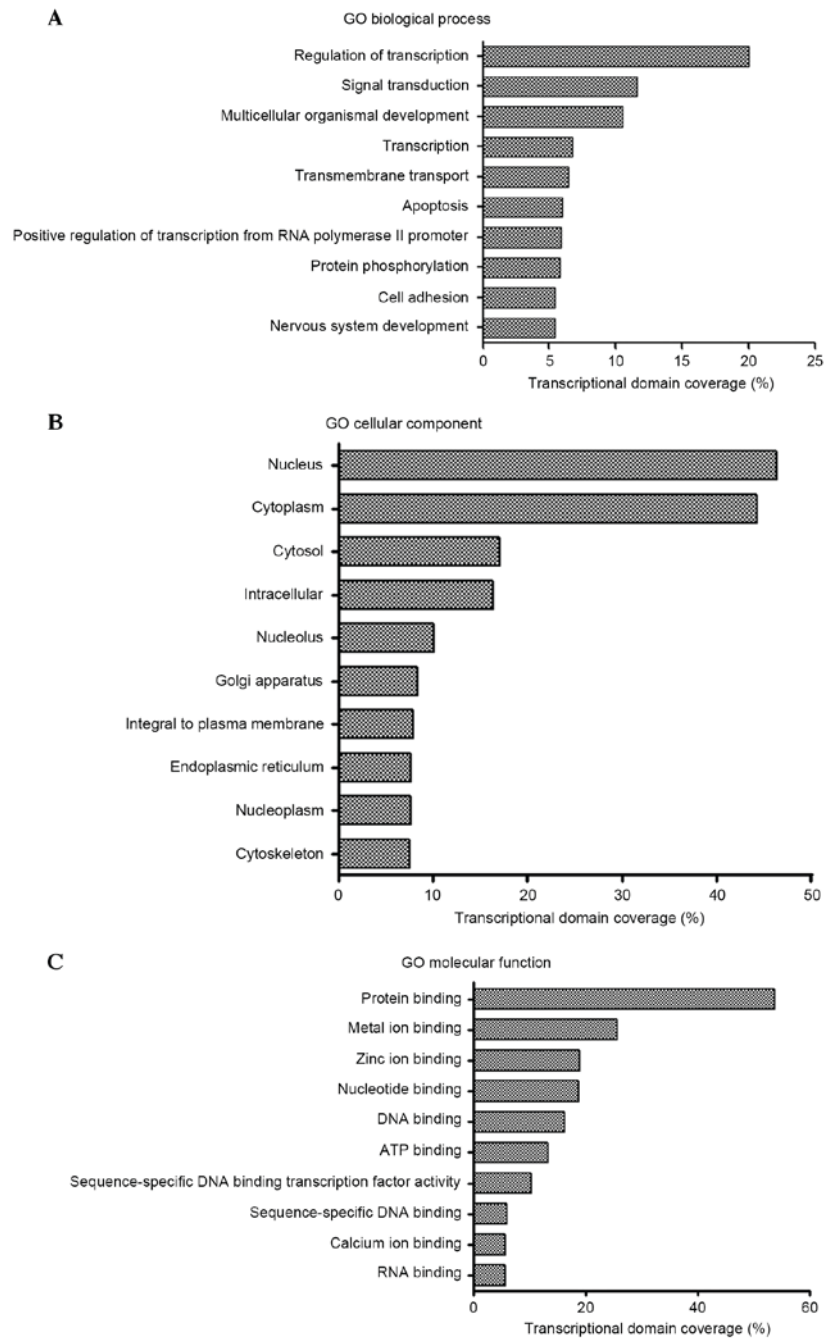 A
GO biological process
Regulation of transcription
Signal transduction
Multicellular organismal development
Transcription
Transmembrane transport
Apoptosis
Positive regulation of transcription from RNA polymerase II promoter
Protein phosphorylation
Cell adhesion
Nervous system development
0 5 10 15 20 25
Transcriptional domain coverage (%)
B
GO cellular component
Nucleus
Cytoplasm
Cytosol
Intracellular
Nucleolus
Golgi apparatus
Integral to plasma membrane
Endoplasmic reticulum
Nucleoplasm
Cytoskeleton
0 10 20 30 40 50
Transcriptional domain coverage (%)
C
GO molecular function
Protein binding
Metal ion binding
Zinc ion binding
Nucleotide binding
DNA binding
ATP binding
Sequence-specific DNA binding transcription factor activity
Sequence-specific DNA binding
Calcium ion binding
RNA binding
0 20 40 60
Transcriptional domain coverage (%)